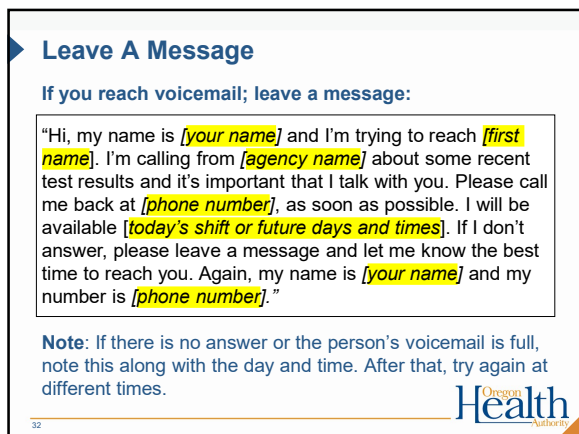 Leave A Message
If you reach voicemail; leave a message:
“Hi, my name is [your name] and I’m trying to reach [first
name]. I’m calling from [agency name] about some recent
test results and it’s important that I talk with you. Please call
me back at [phone number], as soon as possible. I will be
available [today’s shift or future days and times]. If I don’t
answer, please leave a message and let me know the best
time to reach you. Again, my name is [your name] and my
number is [phone number].”
Note: If there is no answer or the person’s voicemail is full,
note this along with the day and time. After that, try again at
different times.
Oregon
Health
Authority
32